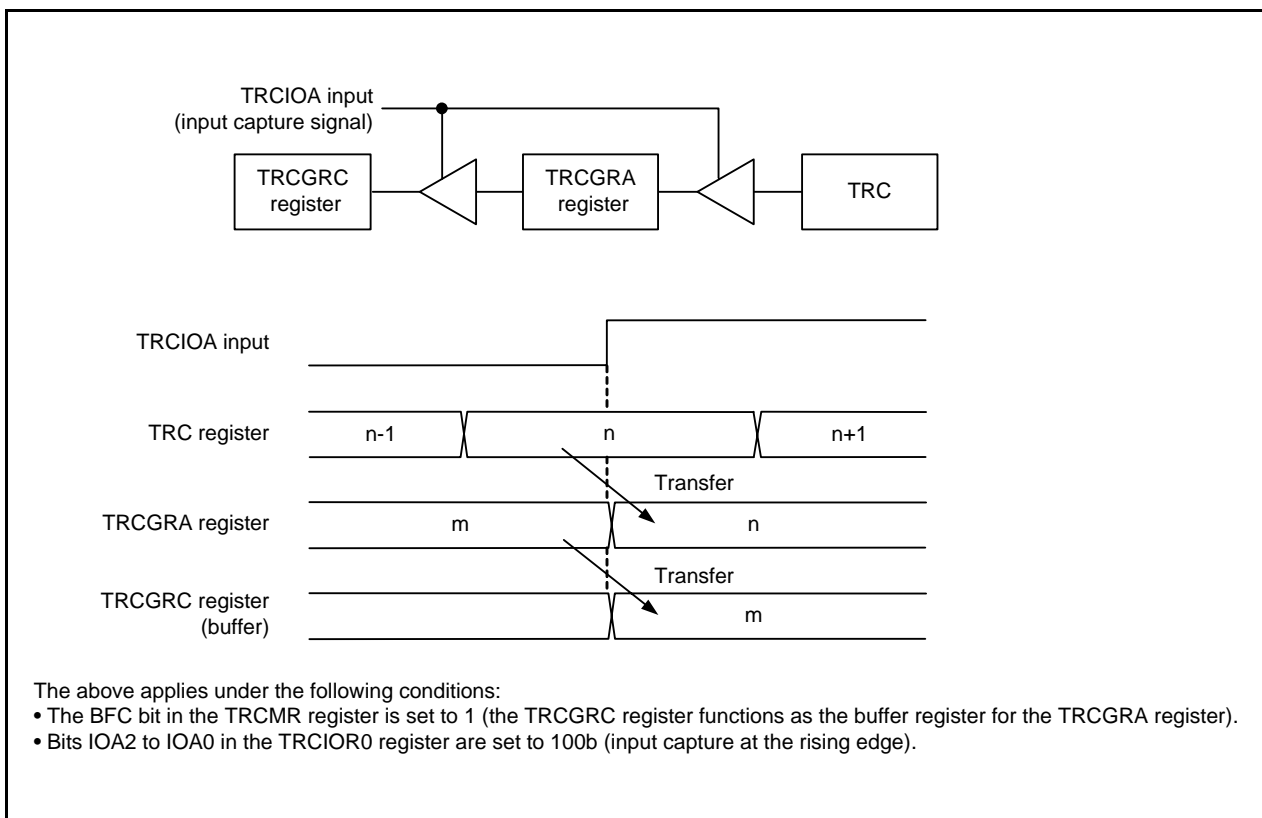 TRCIOA input
(input capture signal)
TRCGRC
register
TRCGRA
register
TRC
TRCIOA input
TRC register
n-1
n
n+1
Transfer
TRCGRA register
m
n
Transfer
TRCGRC register
(buffer)
m
The above applies under the following conditions:
• The BFC bit in the TRCMR register is set to 1 (the TRCGRC register functions as the buffer register for the TRCGRA register).
• Bits IOA2 to IOA0 in the TRCIOR0 register are set to 100b (input capture at the rising edge).